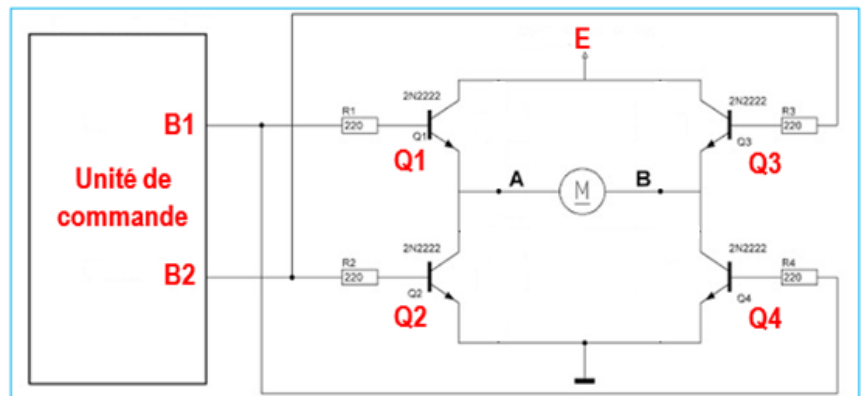 E
2N2222
2N2222
R1
R3
B1
220
220
Q1
Q3
Q1
Q3
Unité de
commande
A
M
B
2N2222
2N2222
R2
R4
B2
220
220
Q2
Q4
Q2
Q4